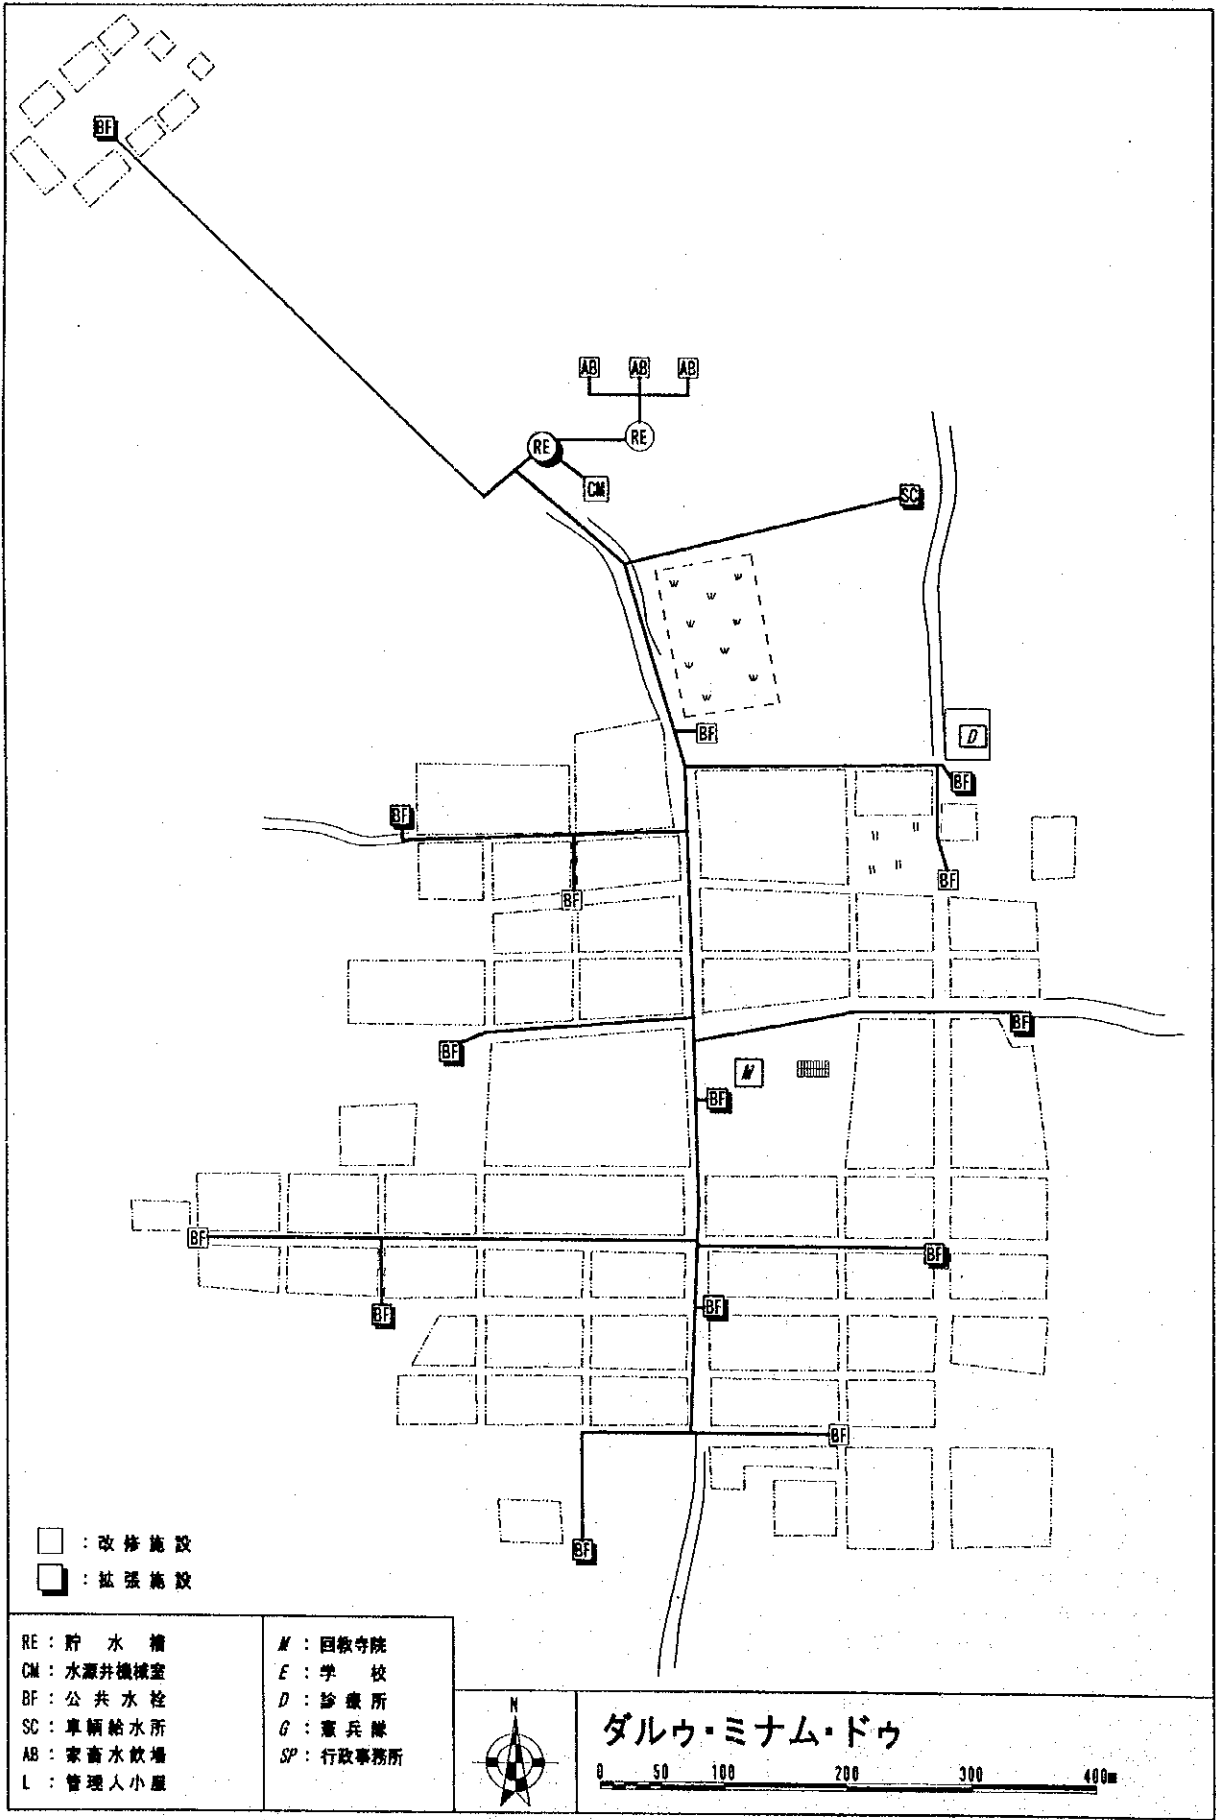 BF
AB AB AB
RE RE
CM
SC
BF
D
BF
BF
BF
BF
BF
BF
M
BF
BF
BF
BF
BF
BF
BF
BF
□ : 改修施設
□ : 拡張施設
RE : 貯水槽
CM : 水源井機械室
BF : 公共水栓
SC : 車輌給水所
AB : 家畜水飲場
L : 管理人小屋
M : 回教寺院
E : 学校
D : 診療所
G : 憲兵隊
SP : 行政事務所
N
ダルゥ・ミナム・ドゥ
0 50 100 200 300 400m